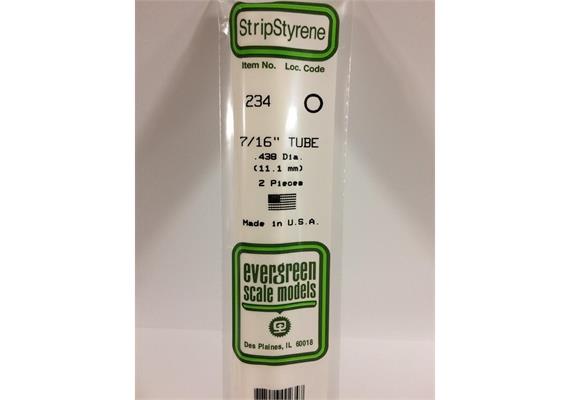 StripStyrene
Item No. Loc. Code
234
7/16" TUBE
.438 Dia.
(11.1 mm)
2 Pieces
Made in U.S.A.
evergreen
scale models
Des Plaines, IL 60018